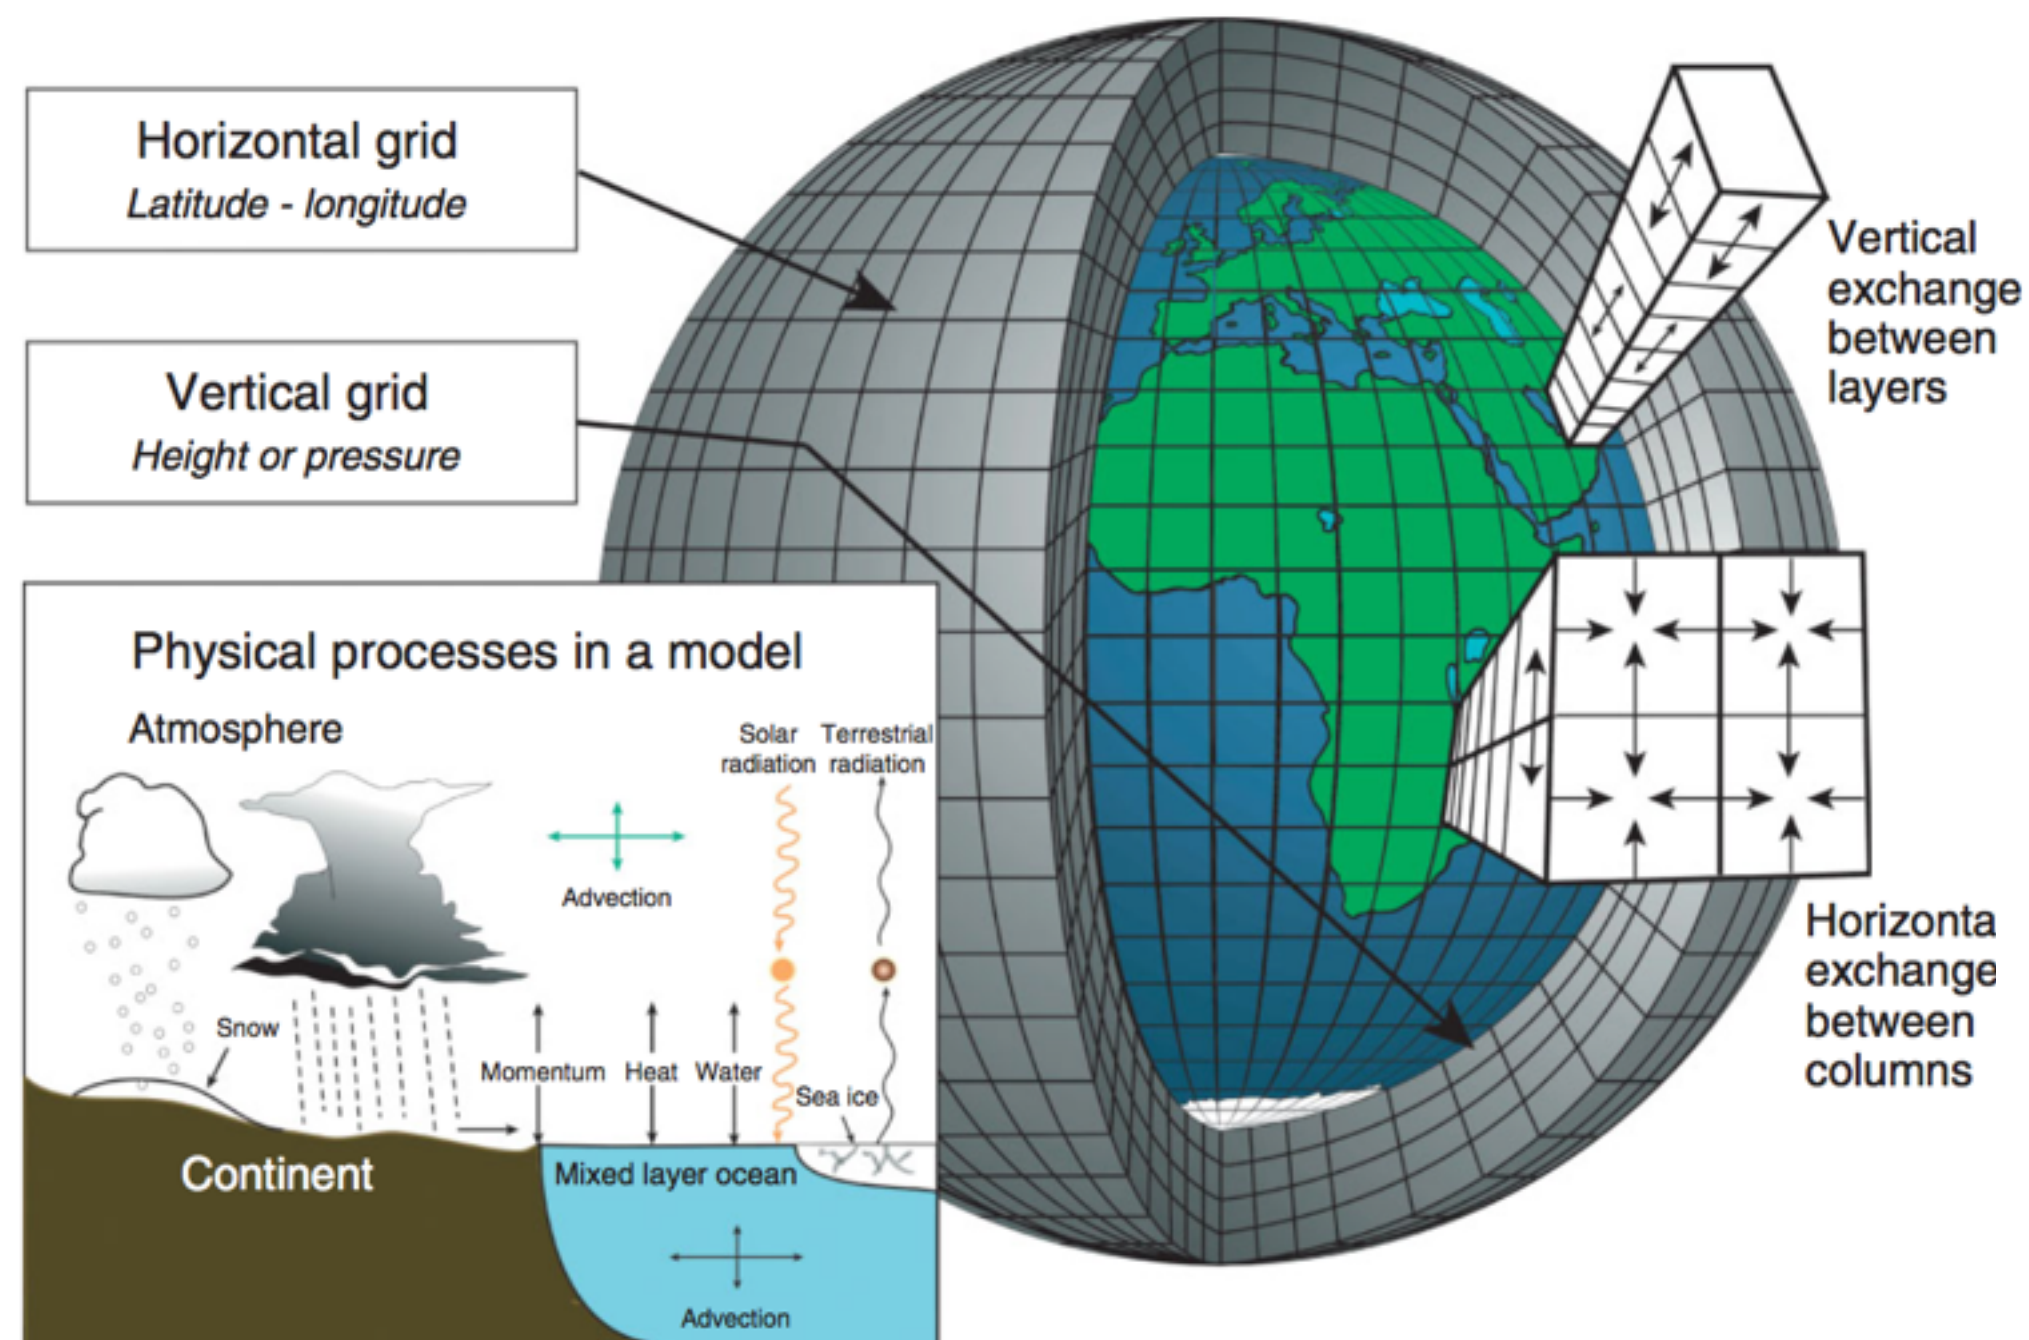 Horizontal grid
Latitude - longitude
Vertical grid
Height or pressure
Vertical
exchange
between
layers
Horizonta
exchange
between
columns
Physical processes in a model
Atmosphere
Solar
radiation
Terrestrial
radiation
Advection
Snow
Momentum
Heat
Water
Sea ice
Continent
Mixed layer ocean
Advection